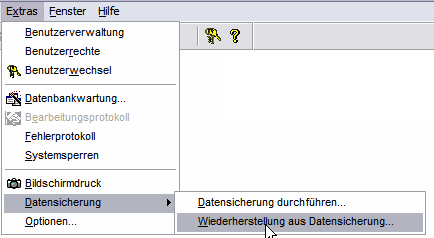 Extras Fenster Hilfe
Benutzerverwaltung
Benutzerrechte
Benutzerwechsel
Datenbankwartung...
Bearbeitungsprotokoll
Fehlerprotokoll
Systemsperren
Bildschirmdruck
Datensicherung
Datensicherung durchführen...
Wiederherstellung aus Datensicherung...
Optionen...